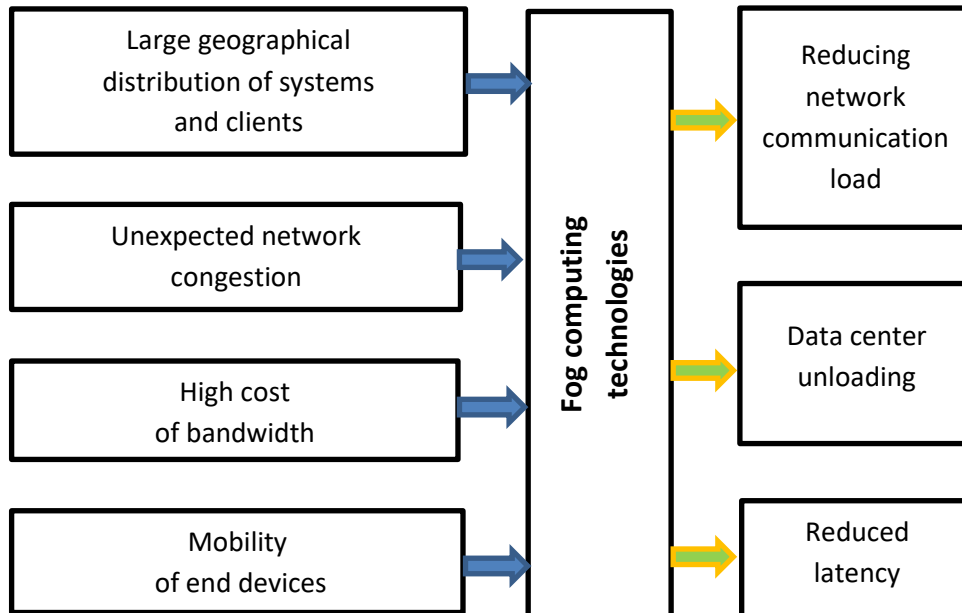 Large geographical
distribution of systems
and clients
Unexpected network
congestion
High cost
of bandwidth
Mobility
of end devices
Fog computing
technologies
Reducing
network
communication
load
Data center
unloading
Reduced
latency